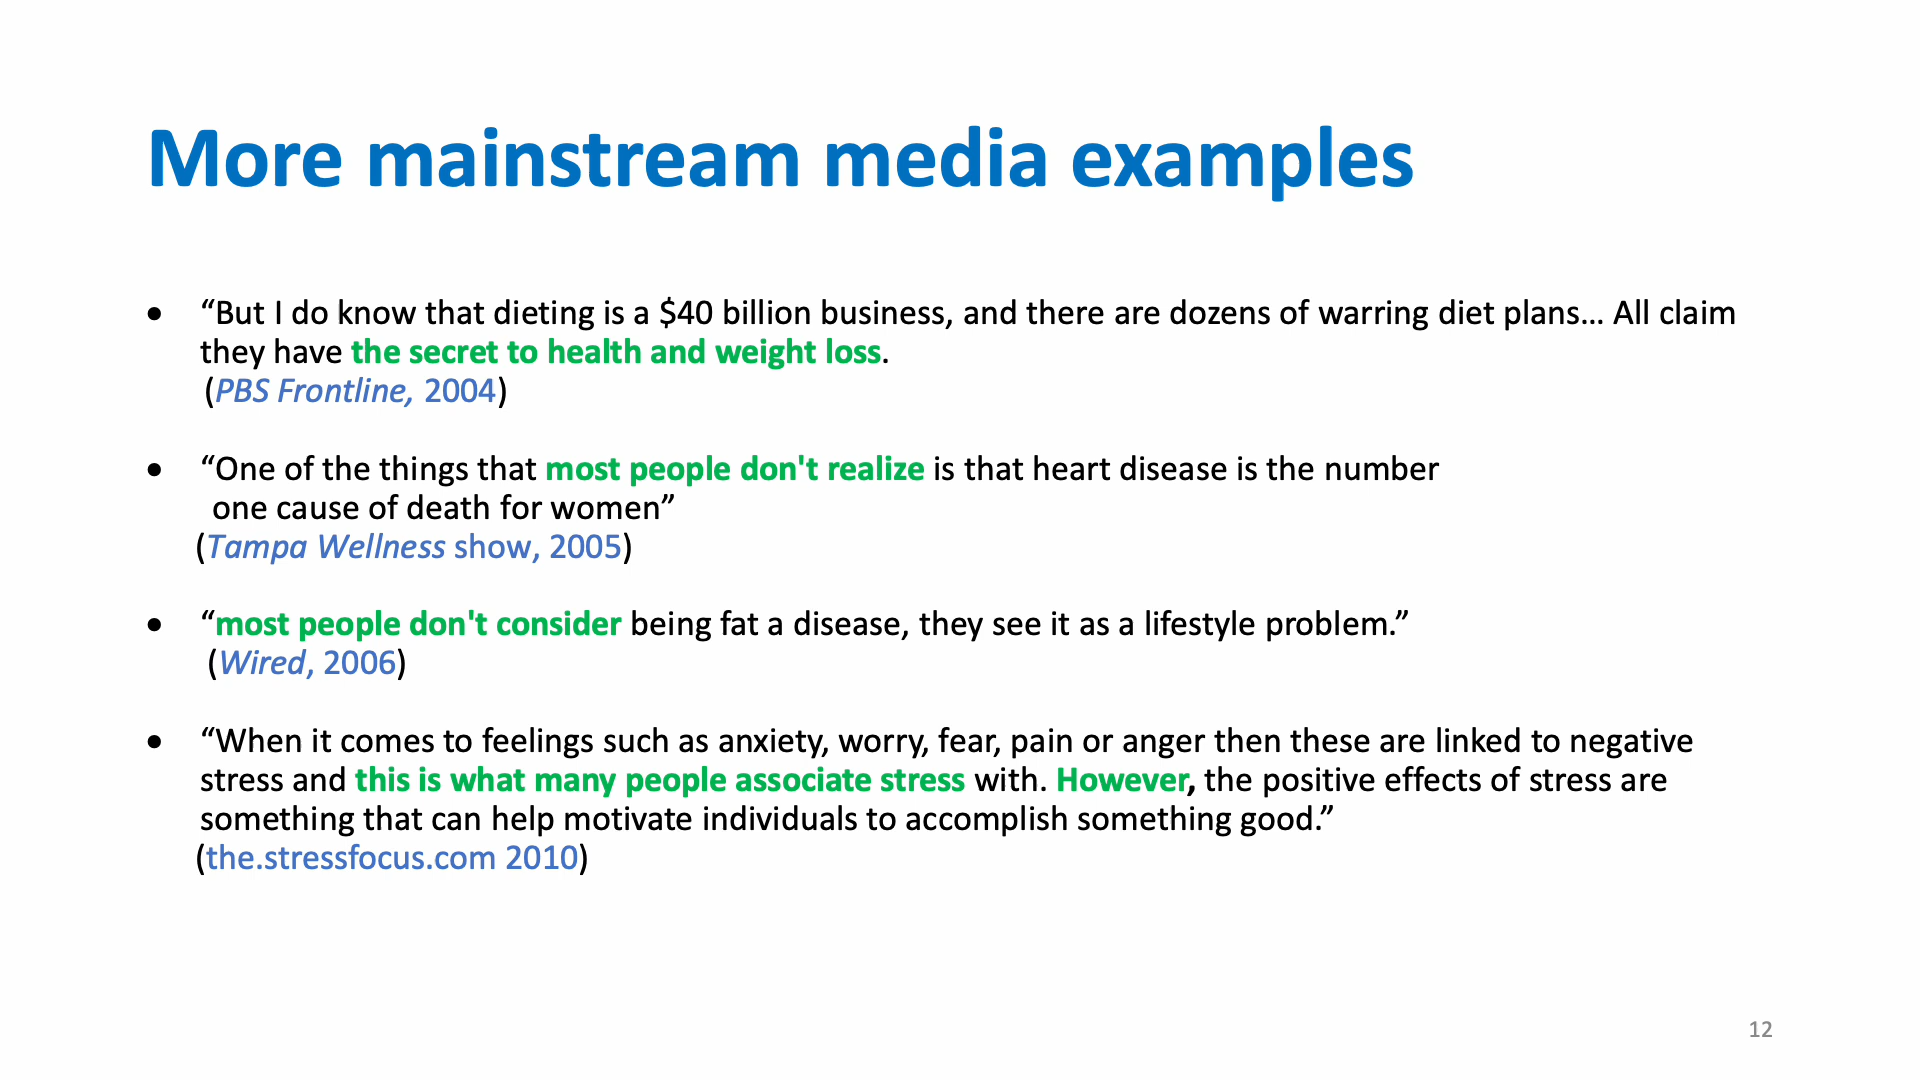 More mainstream media examples
• “But I do know that dieting is a $40 billion business, and there are dozens of warring diet plans… All claim
they have the secret to health and weight loss.
(PBS Frontline, 2004)
• “One of the things that most people don't realize is that heart disease is the number
one cause of death for women”
(Tampa Wellness show, 2005)
• “most people don't consider being fat a disease, they see it as a lifestyle problem.”
(Wired, 2006)
• “When it comes to feelings such as anxiety, worry, fear, pain or anger then these are linked to negative
stress and this is what many people associate stress with. However, the positive effects of stress are
something that can help motivate individuals to accomplish something good.”
(the.stressfocus.com 2010)
12